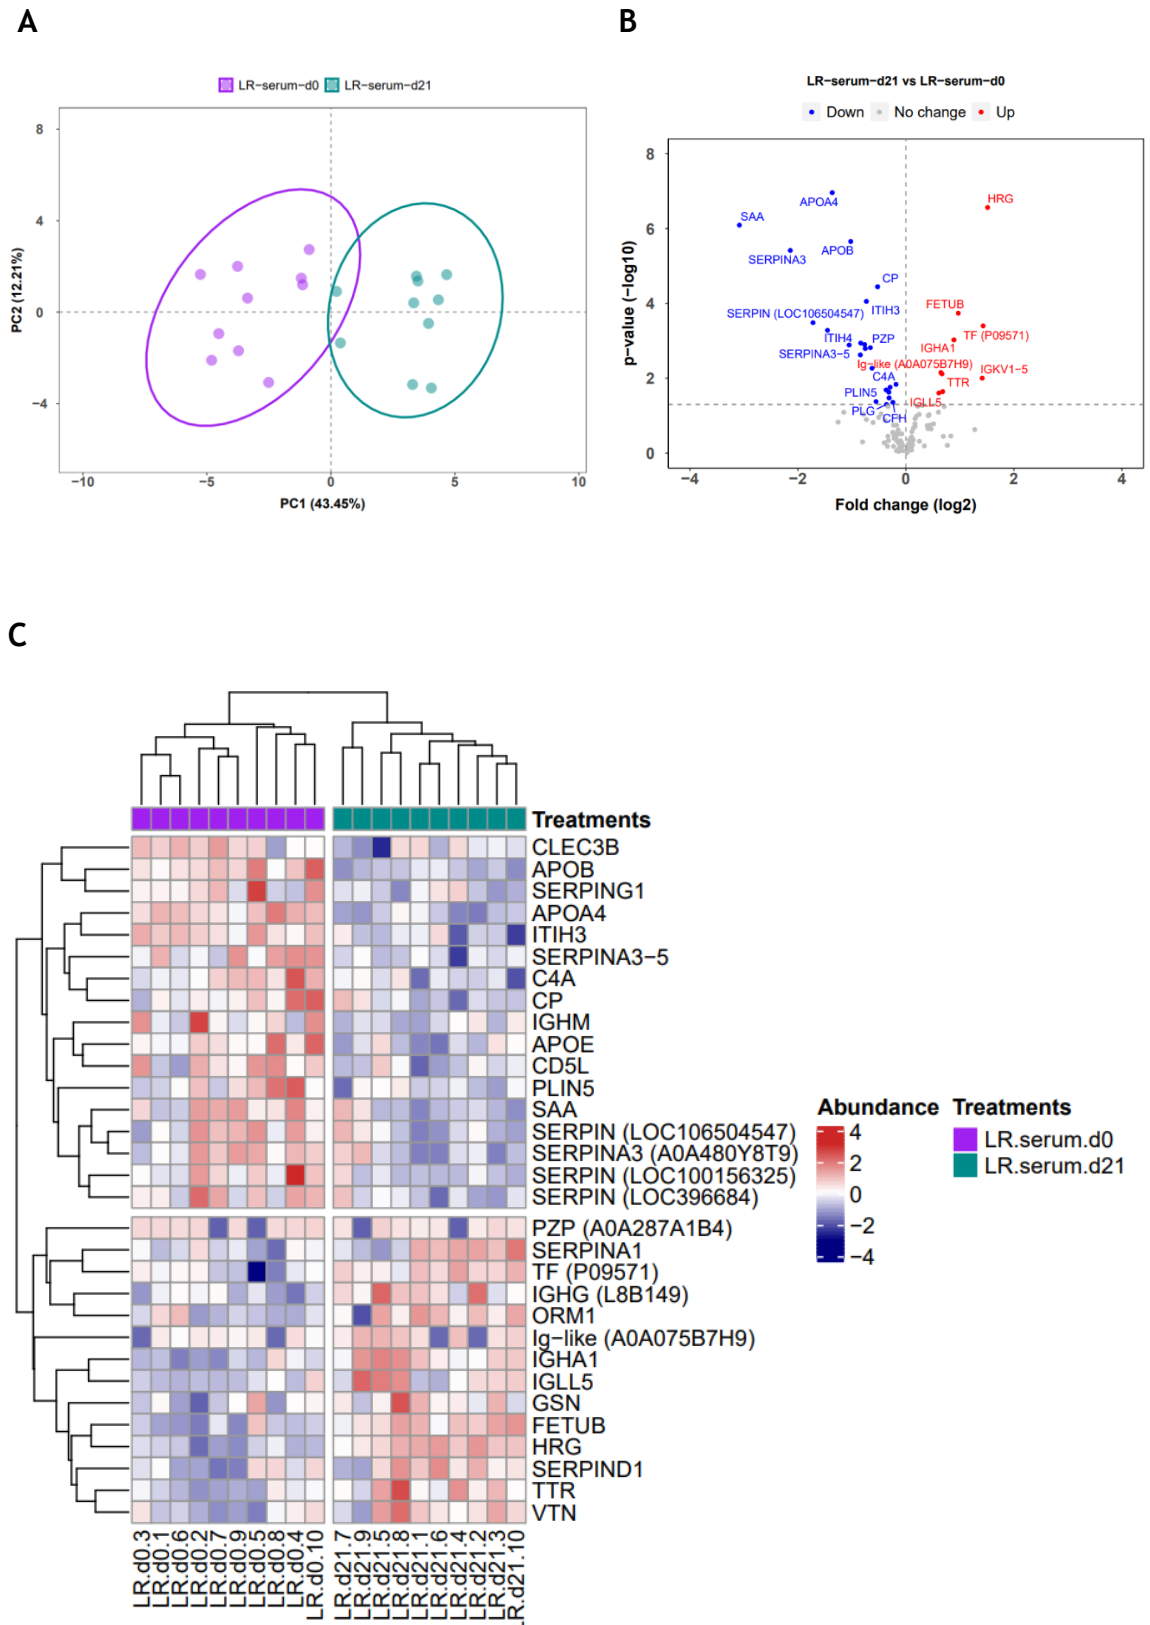 A
B
LR−serum−d0 LR−serum−d21
8
4
0
−4
−10 −5 0 5 10
PC1 (43.45%)
PC2 (12.21%)
LR−serum−d21 vs LR−serum−d0
Down No change Up
8
6
4
2
0
−4 −2 0 2 4
Fold change (log2)
p−value (−log10)
HRG
APOA4
SAA
APOB
SERPINA3
CP
FETUB
ITIH3
SERPIN (LOC106504547)
TF (P09571)
ITIH4
PZP
IGHA1
SERPINA3−5
Ig−like (A0A075B7H9)
IGKV1−5
C4A
TTR
PLIN5
IGLL5
PLG
CFH
C
Treatments
CLEC3B
APOB
SERPING1
APOA4
ITIH3
SERPINA3−5
C4A
CP
IGHM
APOE
CD5L
PLIN5
SAA
SERPIN (LOC106504547)
SERPINA3 (A0A480Y8T9)
SERPIN (LOC100156325)
SERPIN (LOC396684)
PZP (A0A287A1B4)
SERPINA1
TF (P09571)
IGHG (L8B149)
ORM1
Ig−like (A0A075B7H9)
IGHA1
IGLL5
GSN
FETUB
HRG
SERPIND1
TTR
VTN
LR.d0.3
LR.d0.1
LR.d0.6
LR.d0.2
LR.d0.7
LR.d0.9
LR.d0.5
LR.d0.8
LR.d0.4
LR.d0.10
LR.d21.7
LR.d21.9
LR.d21.5
LR.d21.8
LR.d21.1
LR.d21.6
LR.d21.4
LR.d21.2
LR.d21.3
LR.d21.10
Abundance
4
2
0
−2
−4
Treatments
LR.serum.d0
LR.serum.d21